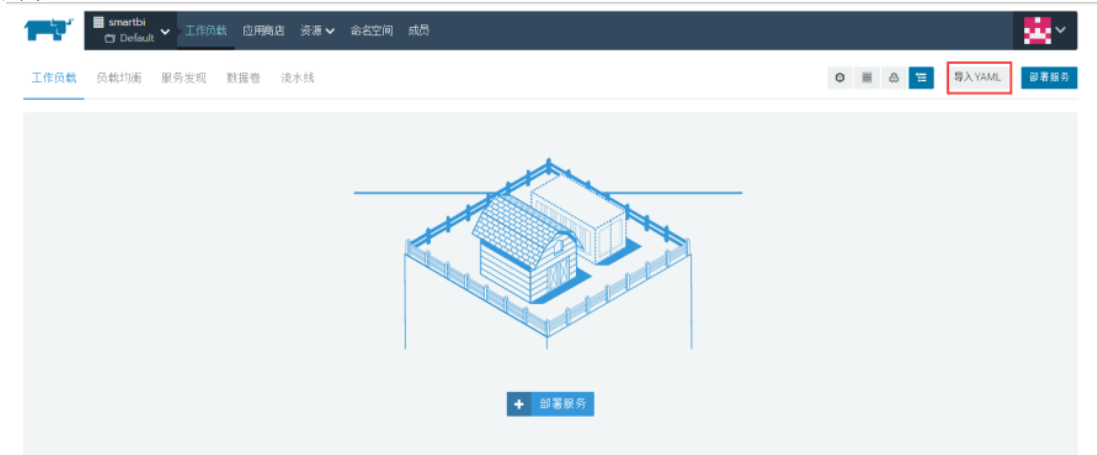 smartbi
Default
工作负载 应用商店 资源 命名空间 成员
工作负载 负载均衡 服务发现 数据卷 流水线
导入YAML 部署服务
+ 部署服务